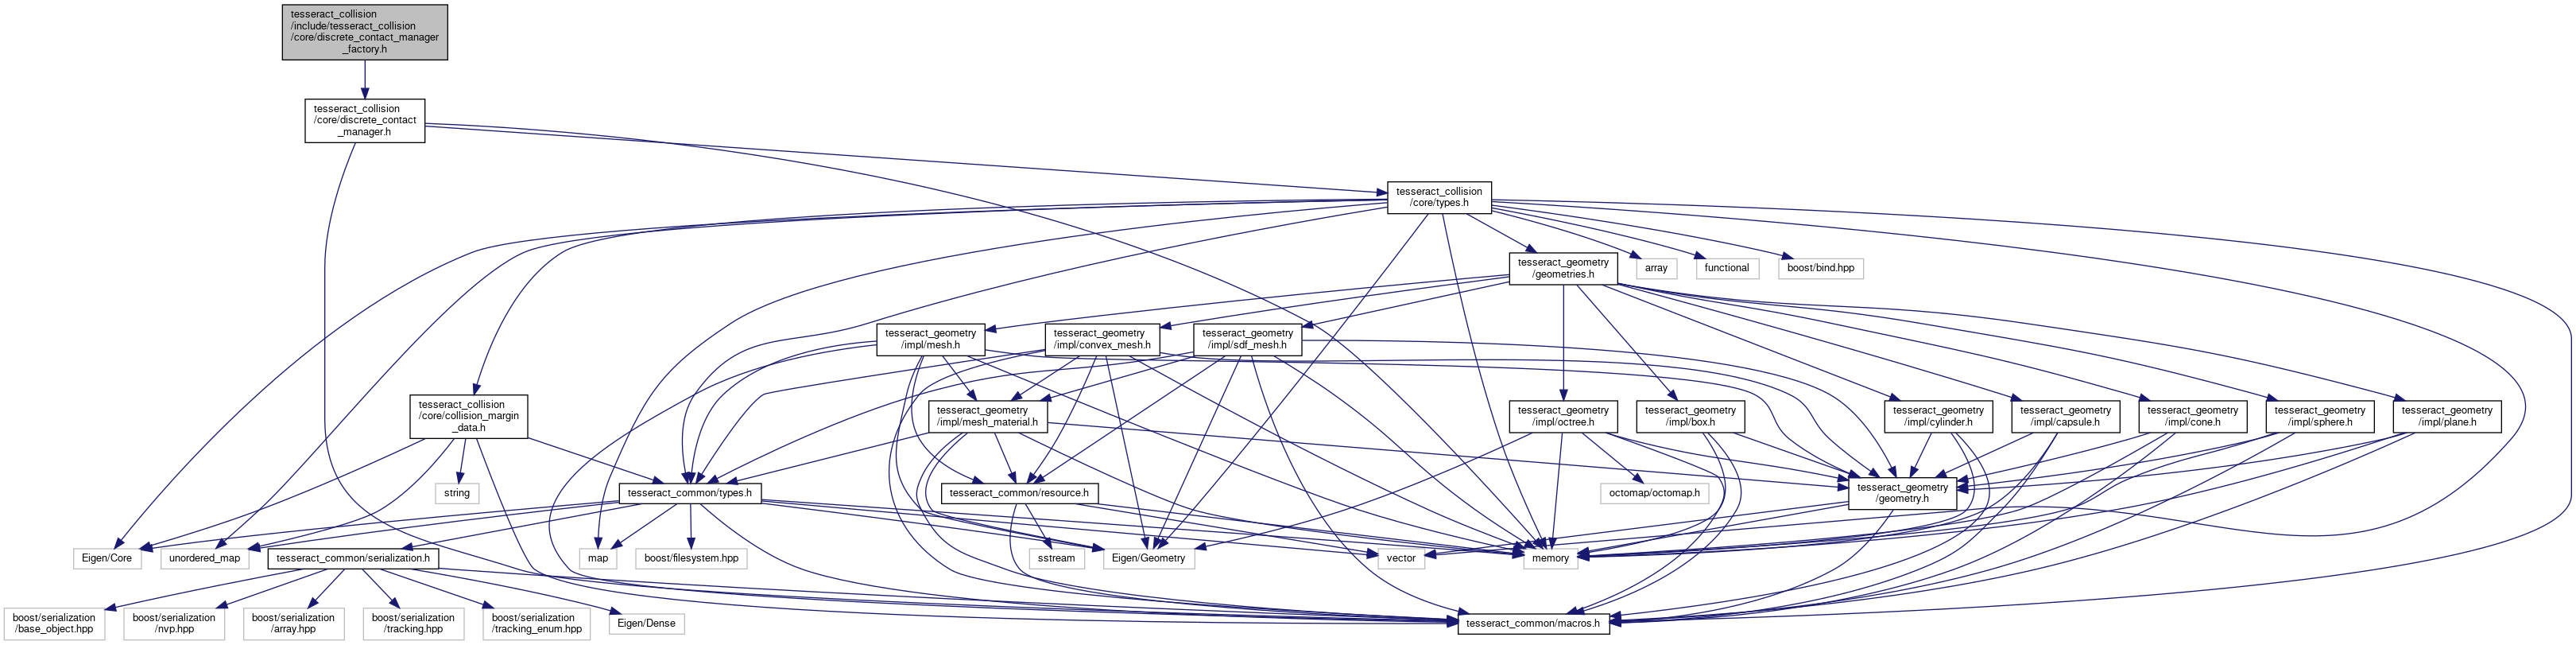 tesseract_collision
/include/tesseract_collision
/core/discrete_contact_manager
_factory.h
tesseract_collision
/core/discrete_contact
_manager.h
tesseract_collision
/core/types.h
tesseract_geometry
/geometries.h
array
functional
boost/bind.hpp
tesseract_geometry
/impl/mesh.h
tesseract_geometry
/impl/convex_mesh.h
tesseract_geometry
/impl/sdf_mesh.h
tesseract_collision
/core/collision_margin
_data.h
tesseract_geometry
/impl/mesh_material.h
tesseract_geometry
/impl/octree.h
tesseract_geometry
/impl/box.h
tesseract_geometry
/impl/cylinder.h
tesseract_geometry
/impl/capsule.h
tesseract_geometry
/impl/cone.h
tesseract_geometry
/impl/sphere.h
tesseract_geometry
/impl/plane.h
string
tesseract_common/types.h
tesseract_common/resource.h
octomap/octomap.h
tesseract_geometry
/geometry.h
Eigen/Core
unordered_map
tesseract_common/serialization.h
map
boost/filesystem.hpp
sstream
Eigen/Geometry
vector
memory
boost/serialization
/base_object.hpp
boost/serialization
/nvp.hpp
boost/serialization
/array.hpp
boost/serialization
/tracking.hpp
boost/serialization
/tracking_enum.hpp
Eigen/Dense
tesseract_common/macros.h